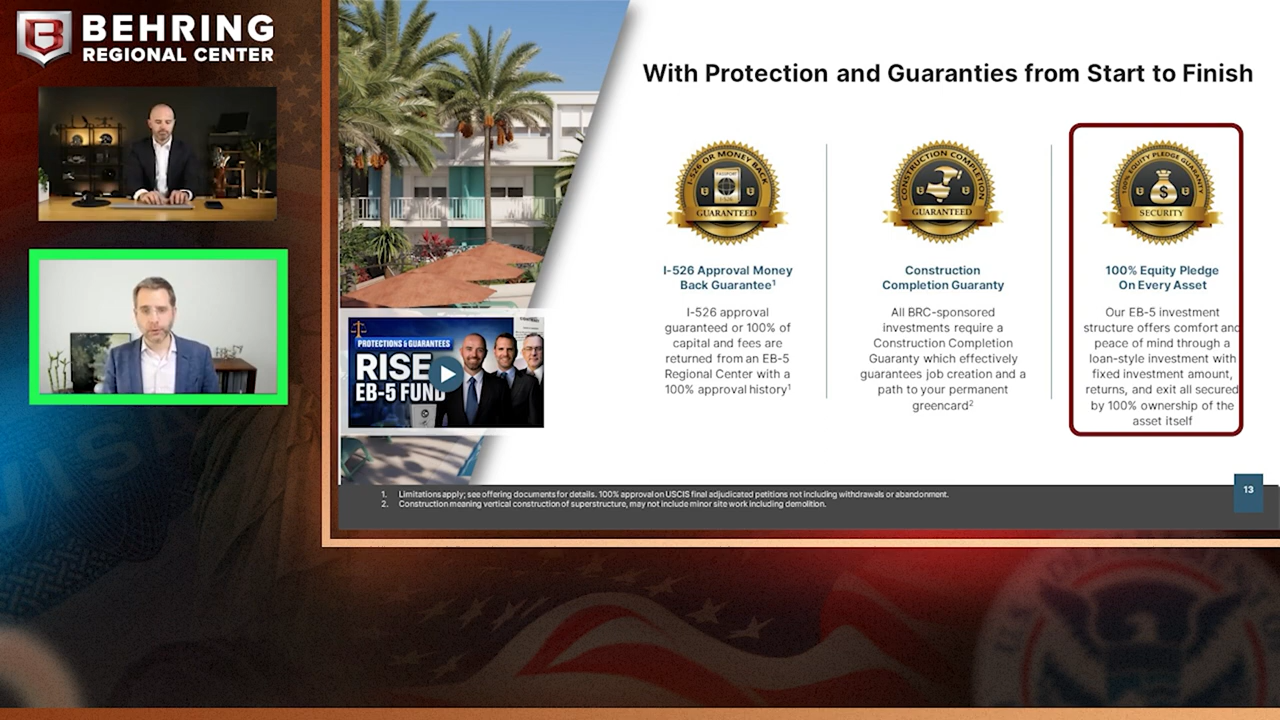 BEHRING
REGIONAL CENTER
With Protection and Guaranties from Start to Finish
I-526 OR MONEY BACK
PASSPORT
I-526
GUARANTEED
CONSTRUCTION COMPLETION
GUARANTEED
100% EQUITY PLEDGE GUARANTY
$
SECURITY
I-526 Approval Money
Back Guarantee1
I-526 approval
guaranteed or 100% of
capital and fees are
returned from an EB-5
Regional Center with a
100% approval history1
Construction
Completion Guaranty
All BRC-sponsored
investments require a
Construction Completion
Guaranty which effectively
guarantees job creation and a
path to your permanent
greencard2
100% Equity Pledge
On Every Asset
Our EB-5 investment
structure offers comfort and
peace of mind through a
loan-style investment with
fixed investment amount,
returns, and exit all secured
by 100% ownership of the
asset itself
PROTECTIONS & GUARANTEES
RISE
EB-5 FUND
1. Limitations apply; see offering documents for details. 100% approval on USCIS final adjudicated petitions not including withdrawals or abandonment.
2. Construction meaning vertical construction of superstructure, may not include minor site work including demolition.
13
VISA